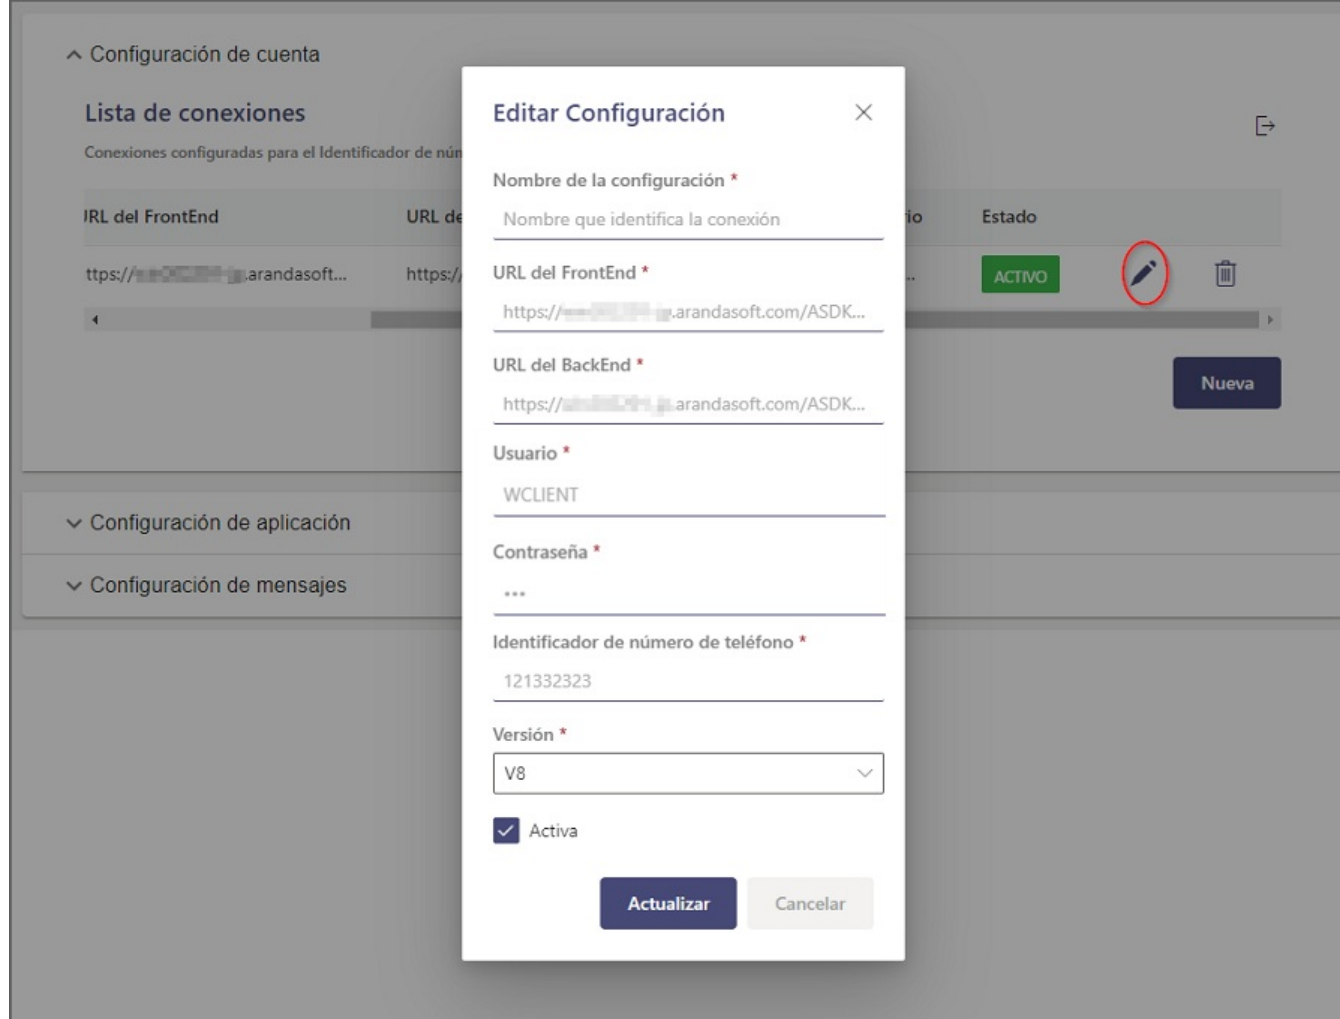 Configuración de cuenta
Lista de conexiones
Conexiones configuradas para el Identificador de núm
URL del FrontEnd URL de io Estado
ttps:// .arandasoft... https:/ ... ACTIVO
Nueva
Configuración de aplicación
Configuración de mensajes
Editar Configuración
Nombre de la configuración *
Nombre que identifica la conexión
URL del FrontEnd *
https:// .arandasoft.com/ASDK...
URL del BackEnd *
https:// .arandasoft.com/ASDK...
Usuario *
WCLIENT
Contraseña *
•••
Identificador de número de teléfono *
121332323
Versión *
V8
Activa
Actualizar Cancelar